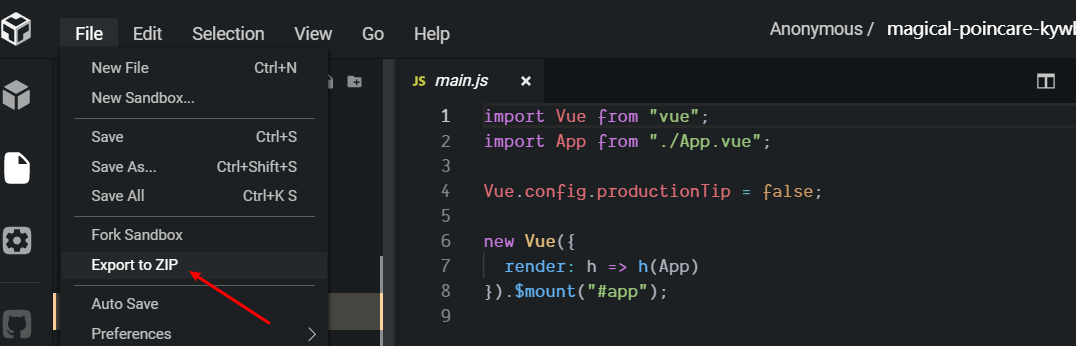 File Edit Selection View Go Help
Anonymous / magical-poincare-kywb
New File Ctrl+N
New Sandbox...
Save Ctrl+S
Save As... Ctrl+Shift+S
Save All Ctrl+K S
Fork Sandbox
Export to ZIP
Auto Save
Preferences
JS main.js
1 import Vue from "vue";
2 import App from "./App.vue";
3
4 Vue.config.productionTip = false;
5
6 new Vue({
7 render: h => h(App)
8 }).$mount("#app");
9